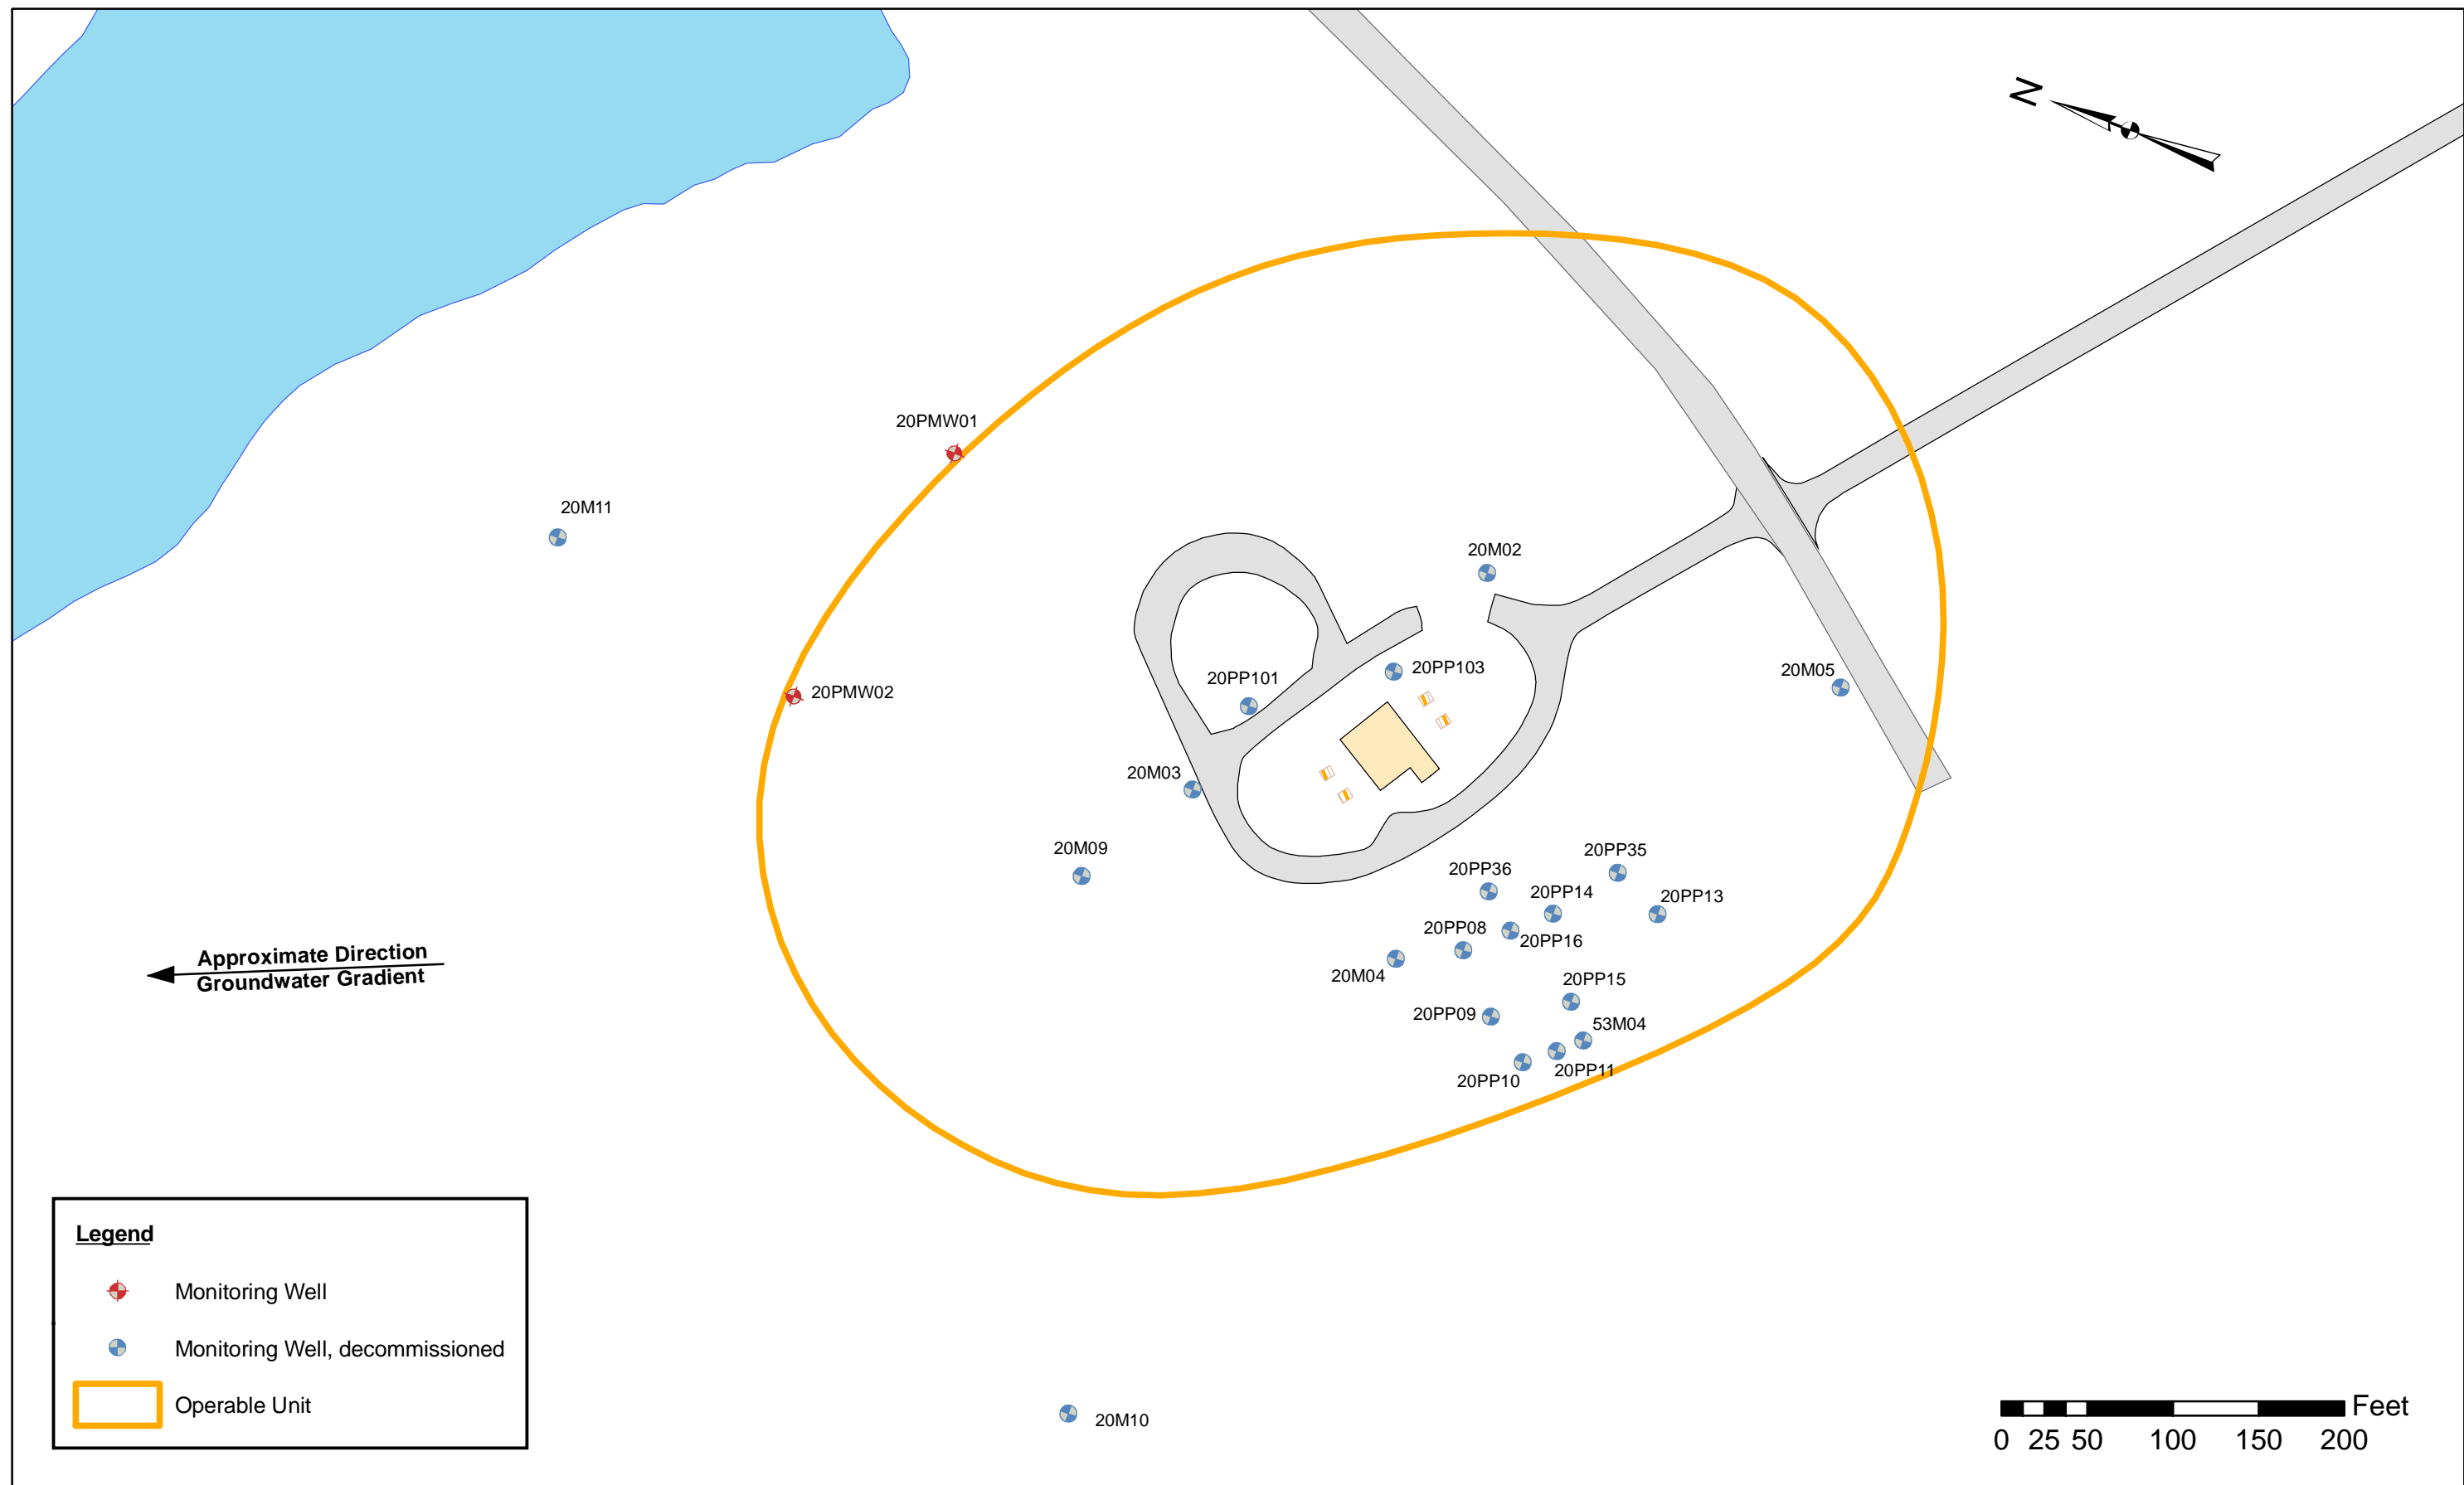 N
20PMW01
20M11
20M02
20PP103
20M05
20PP101
20PMW02
20M03
20M09
20PP35
20PP36
20PP14
20PP13
20PP08
20PP16
20M04
20PP15
20PP09
53M04
20PP11
20PP10
Approximate Direction
Groundwater Gradient
Legend
Monitoring Well
Monitoring Well, decommissioned
Operable Unit
20M10
Feet
0 25 50 100 150 200